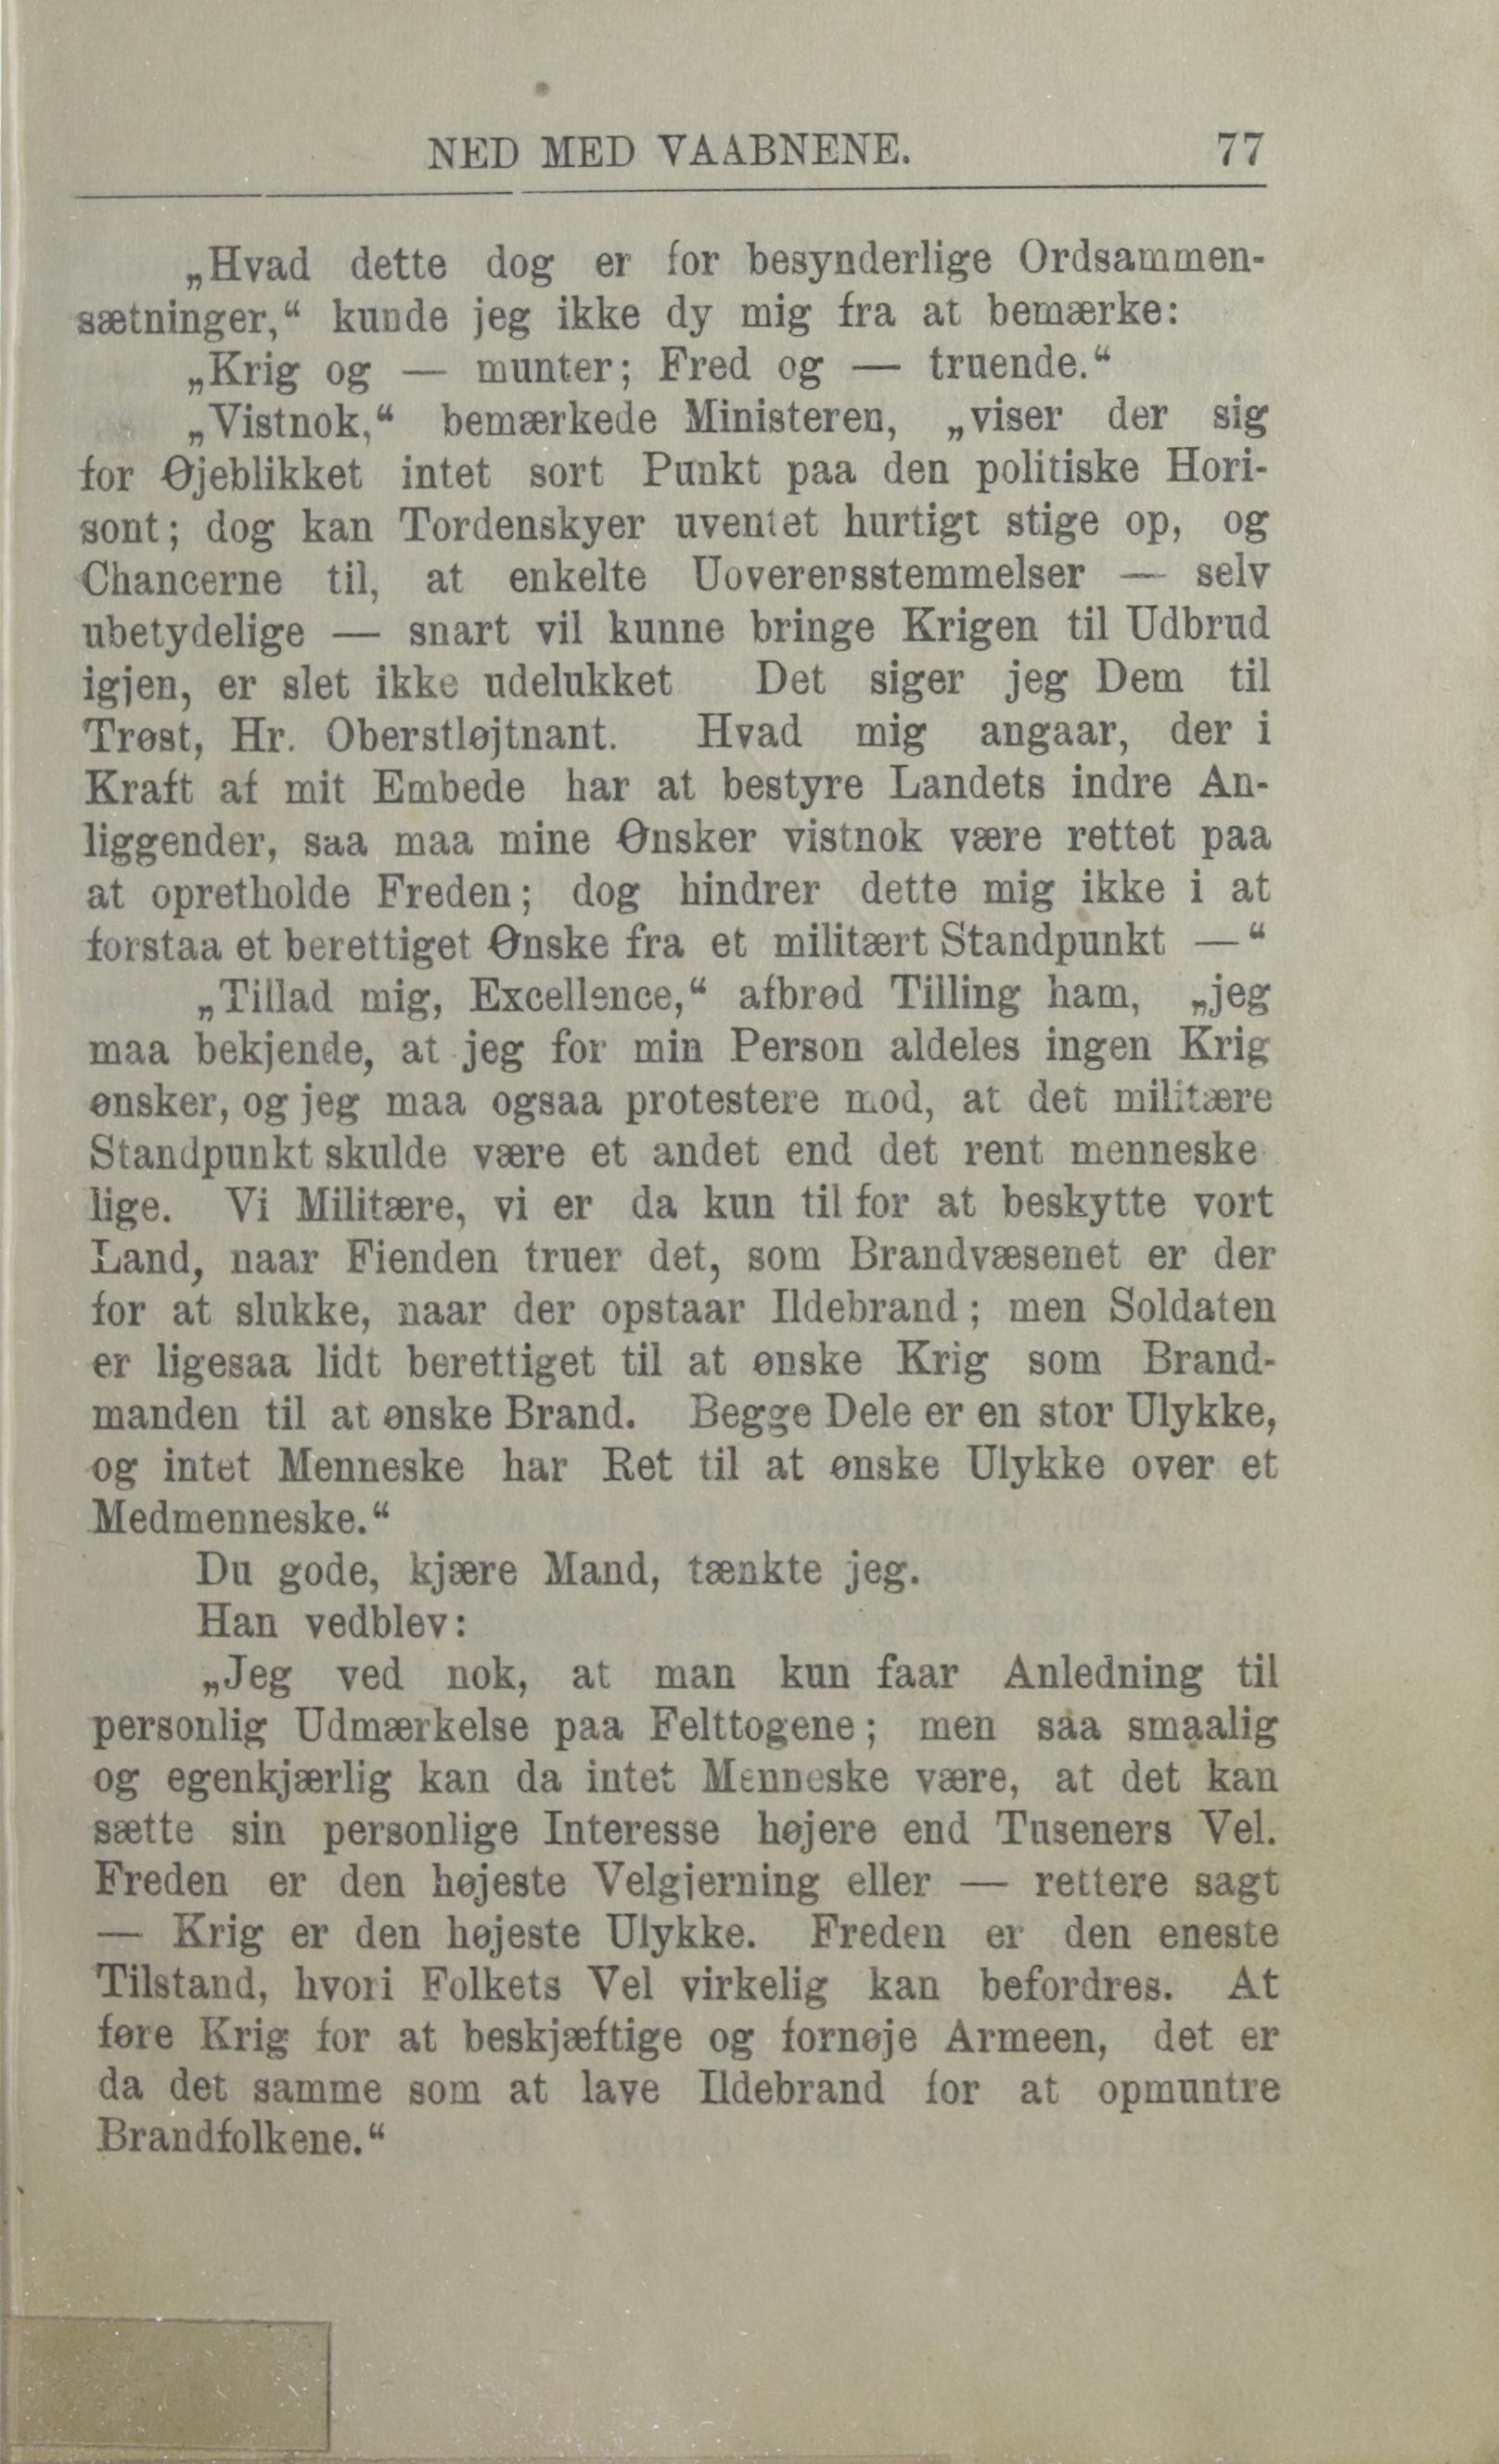 NED MED VAABNENE. 77
„Hvad dette dog er for besynderlige Ordsammen-
sætninger,“ kunde jeg ikke dy mig fra at bemærke:
„Krig og — munter; Fred og — truende.“
„Vistnok,“ bemærkede Ministeren, „viser der sig
for Øjeblikket intet sort Punkt paa den politiske Hori-
sont; dog kan Tordenskyer uventet hurtigt stige op, og
Chancerne til, at enkelte Uoverensstemmelser — selv
ubetydelige — snart vil kunne bringe Krigen til Udbrud
igjen, er slet ikke udelukket Det siger jeg Dem til
Trøst, Hr. Oberstløjtnant. Hvad mig angaar, der i
Kraft af mit Embede har at bestyre Landets indre An-
liggender, saa maa mine Ønsker vistnok være rettet paa
at opretholde Freden; dog hindrer dette mig ikke i at
forstaa et berettiget Ønske fra et militært Standpunkt —“
„Tillad mig, Excellence,“ afbrød Tilling ham, „jeg
maa bekjende, at jeg for min Person aldeles ingen Krig
ønsker, og jeg maa ogsaa protestere mod, at det militære
Standpunkt skulde være et andet end det rent menneske
lige. Vi Militære, vi er da kun til for at beskytte vort
Land, naar Fienden truer det, som Brandvæsenet er der
for at slukke, naar der opstaar Ildebrand; men Soldaten
er ligesaa lidt berettiget til at ønske Krig som Brand-
manden til at ønske Brand. Begge Dele er en stor Ulykke,
og intet Menneske har Ret til at ønske Ulykke over et
Medmenneske.“
Du gode, kjære Mand, tænkte jeg.
Han vedblev:
„Jeg ved nok, at man kun faar Anledning til
personlig Udmærkelse paa Felttogene; men saa smaalig
og egenkjærlig kan da intet Menneske være, at det kan
sætte sin personlige Interesse højere end Tuseners Vel.
Freden er den højeste Velgjerning eller — rettere sagt
— Krig er den højeste Ulykke. Freden er den eneste
Tilstand, hvori Folkets Vel virkelig kan befordres. At
føre Krig for at beskjæftige og fornøje Armeen, det er
da det samme som at lave Ildebrand for at opmuntre
Brandfolkene.“